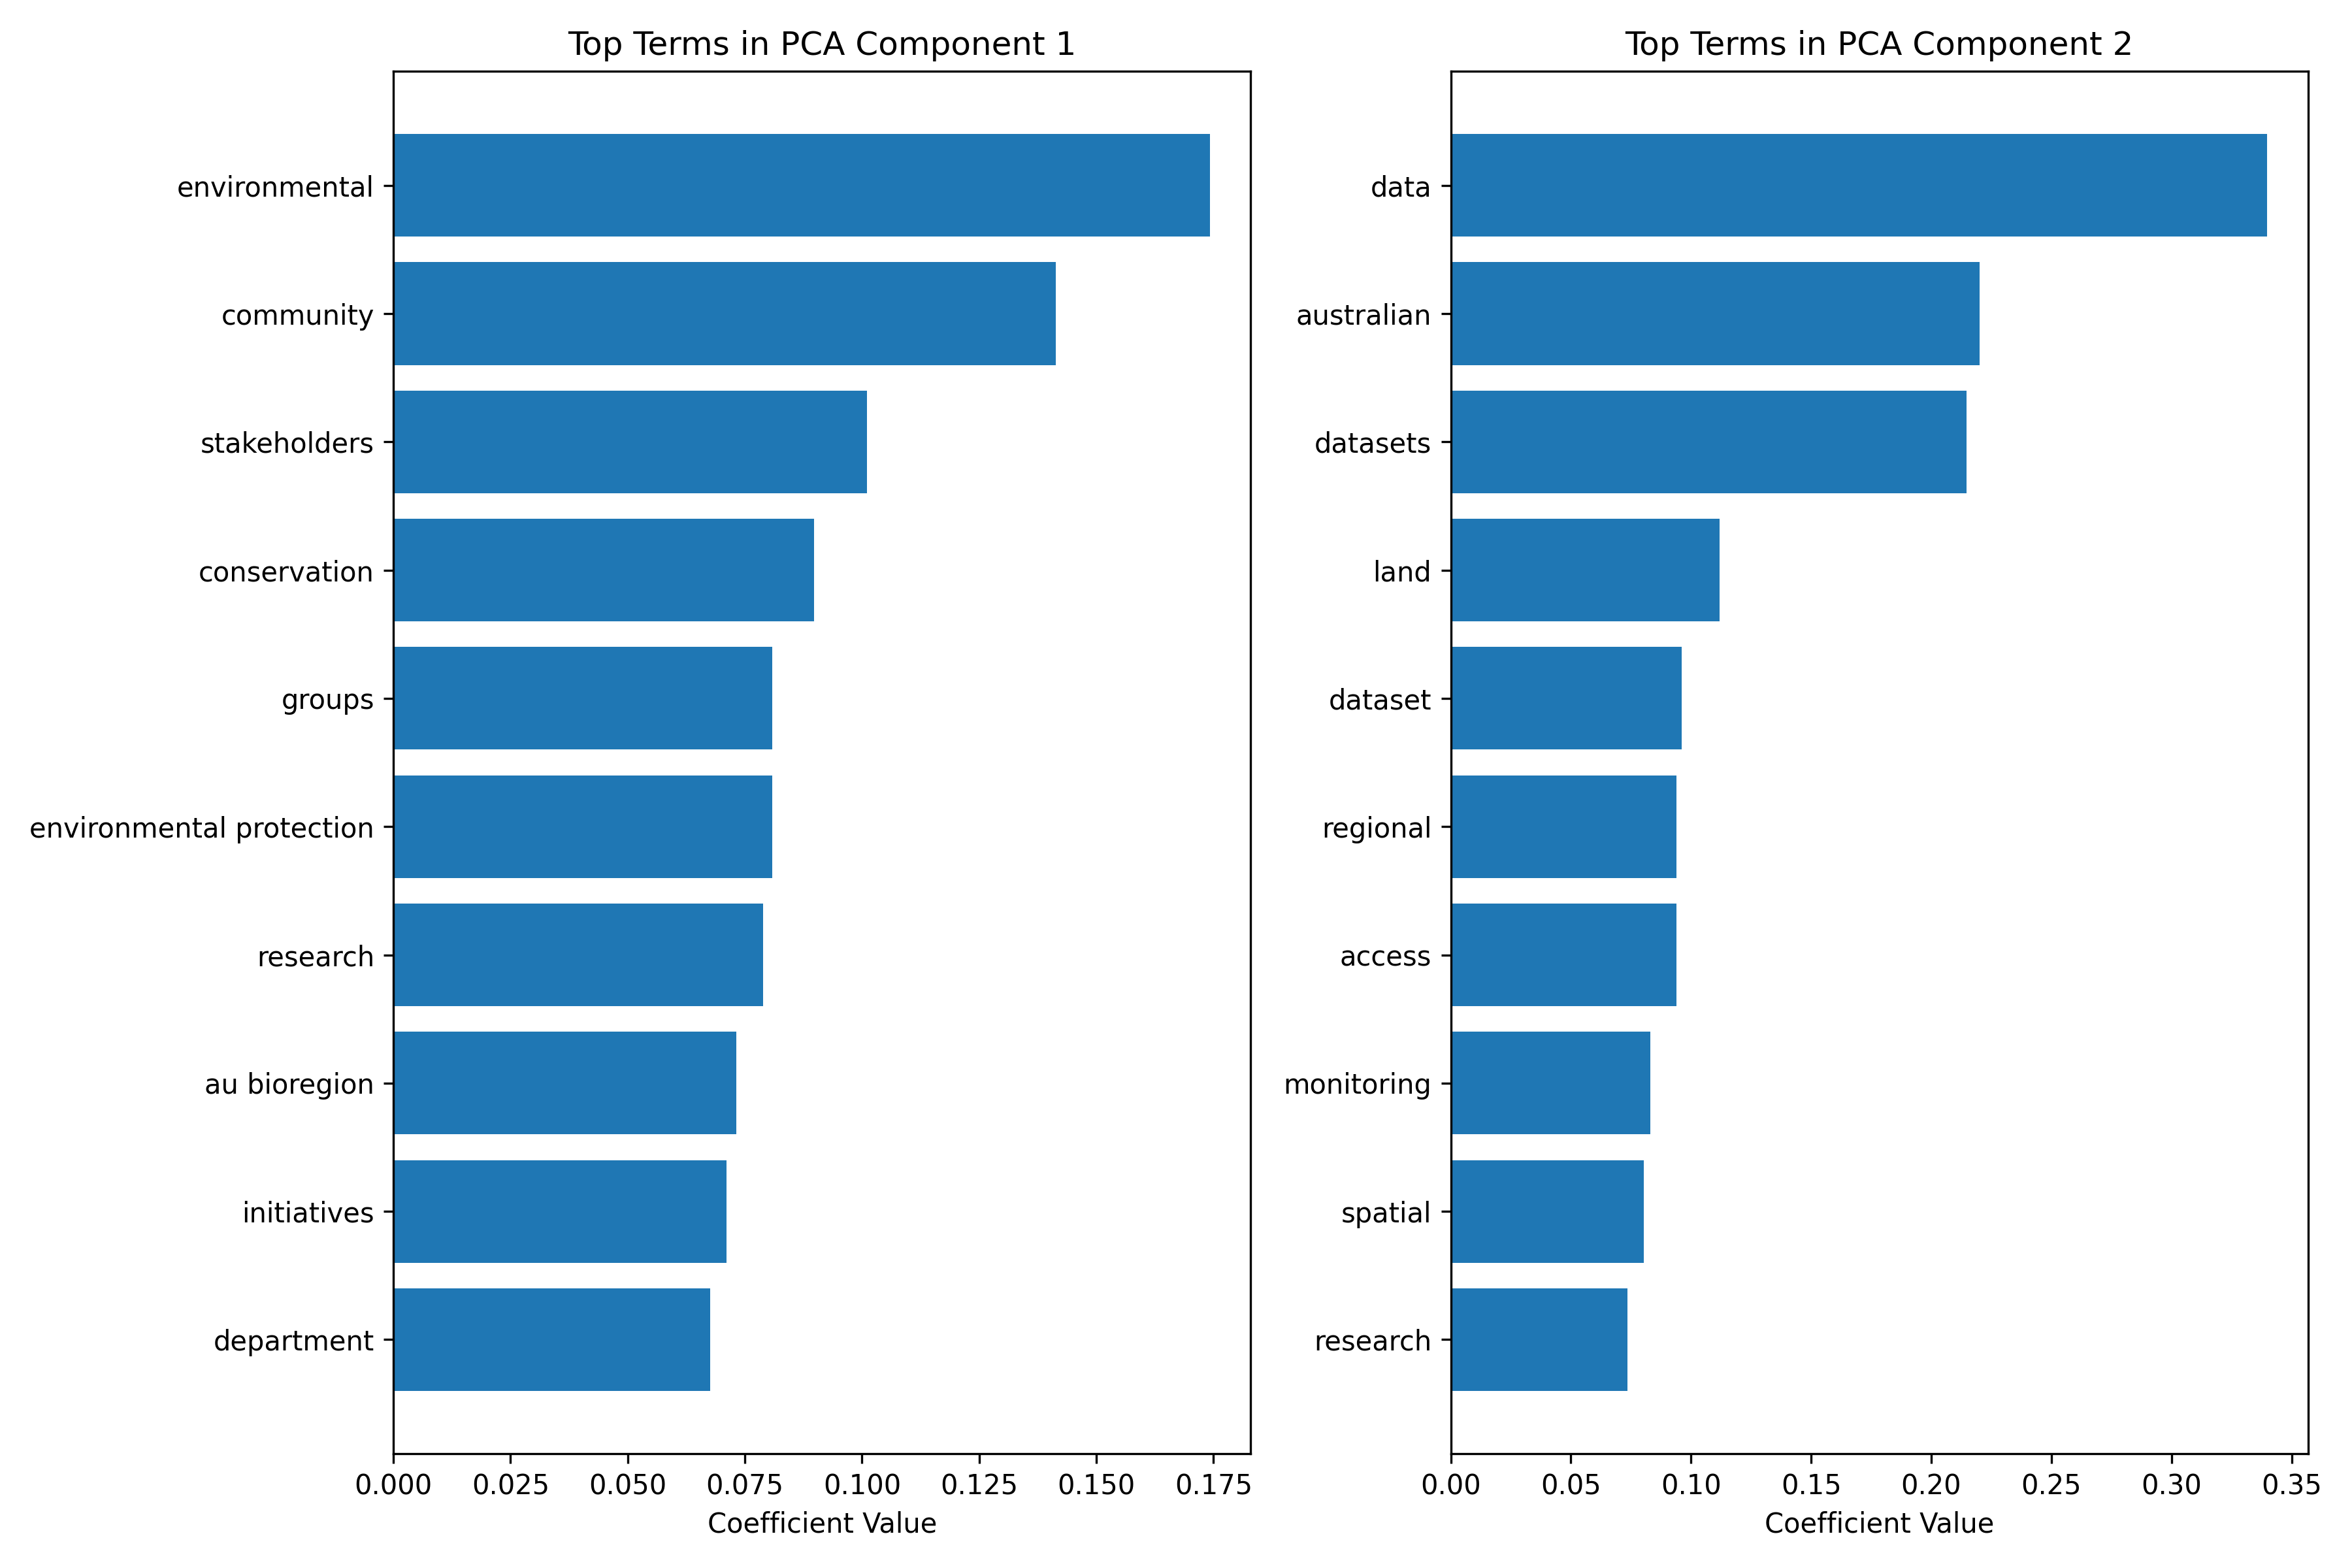 Top Terms in PCA Component 1
environmental
community
stakeholders
conservation
groups
environmental protection
research
au bioregion
initiatives
department
0.000 0.025 0.050 0.075 0.100 0.125 0.150 0.175
Coefficient Value
Top Terms in PCA Component 2
data
australian
datasets
land
dataset
regional
access
monitoring
spatial
research
0.00 0.05 0.10 0.15 0.20 0.25 0.30 0.35
Coefficient Value